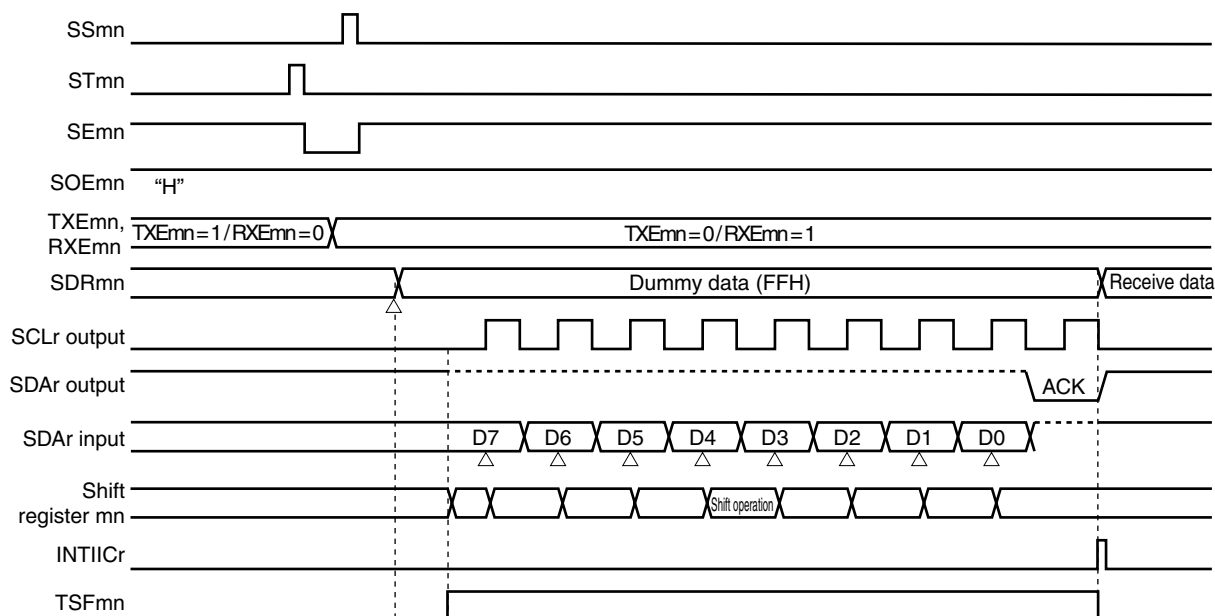 SSmn
STmn
SEmn
SOEmn "H"
TXEmn,
RXEmn
TXEmn=1/RXEmn=0 TXEmn=0/RXEmn=1
SDRmn Dummy data (FFH) Receive data
SCLr output
SDAr output ACK
SDAr input D7 D6 D5 D4 D3 D2 D1 D0
Shift
register mn
Shift operation
INTIICr
TSFmn